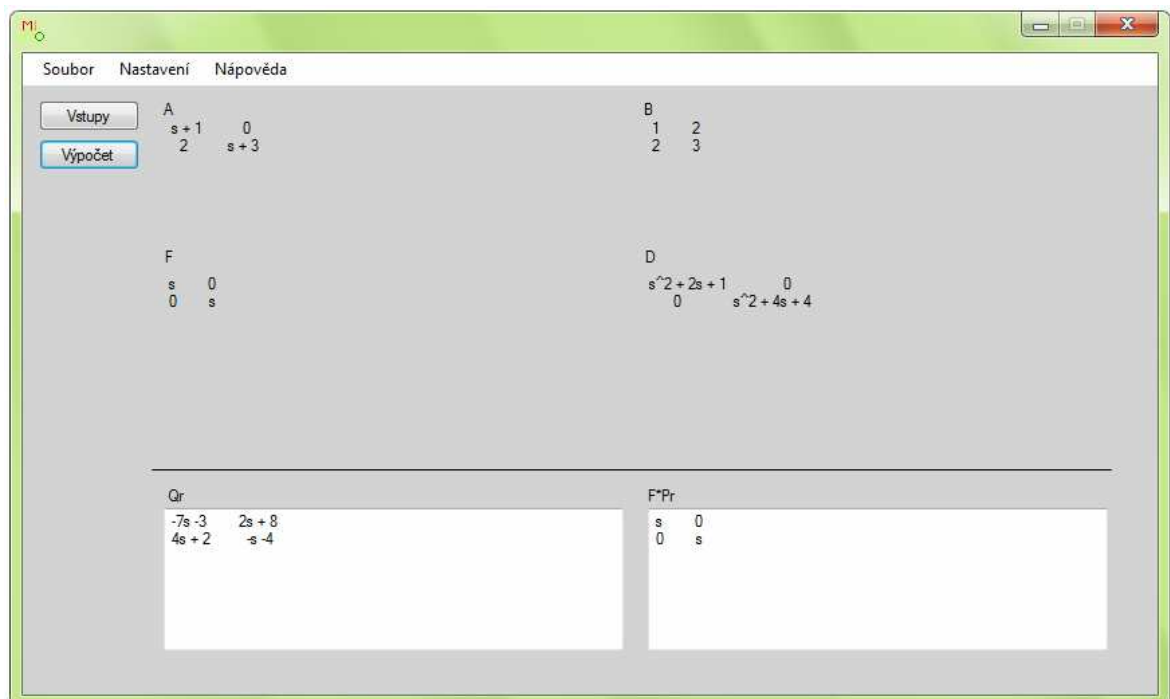 M
Soubor Nastavení Nápověda
Vstupy
Výpočet
A
s + 1 0
2 s + 3
B
1 2
2 3
F
s 0
0 s
D
s^2 + 2s + 1 0
0 s^2 + 4s + 4
Qr
-7s -3 2s + 8
4s + 2 -s -4
F*Pr
s 0
0 s